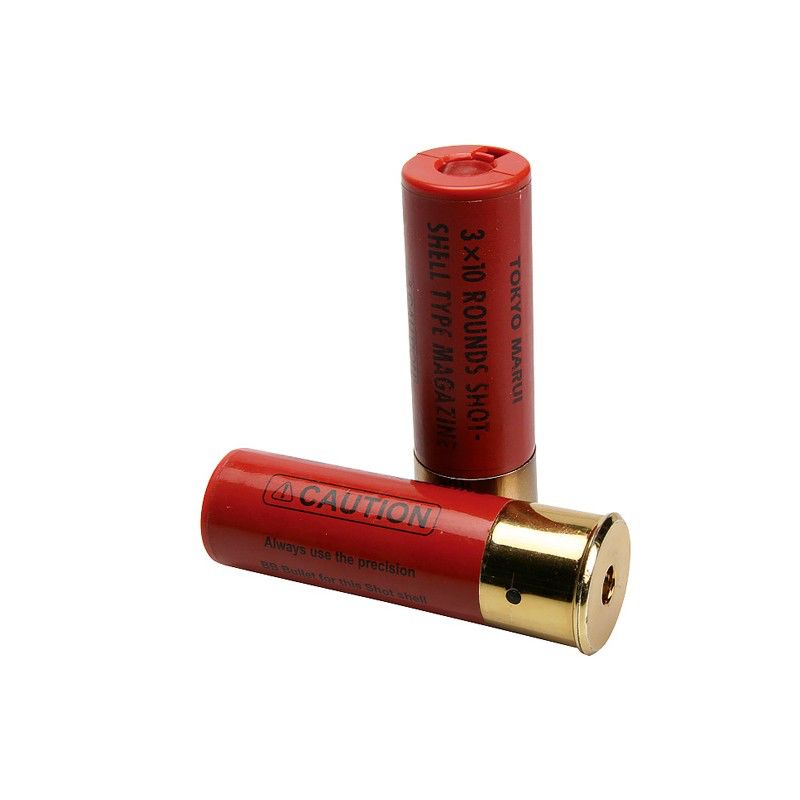 TOKYO MARUI
3×10 ROUNDS SHOT-
SHELL TYPE MAGAZINE
⚠CAUTION
Always use the precision
BB Bullet for this Shot shell